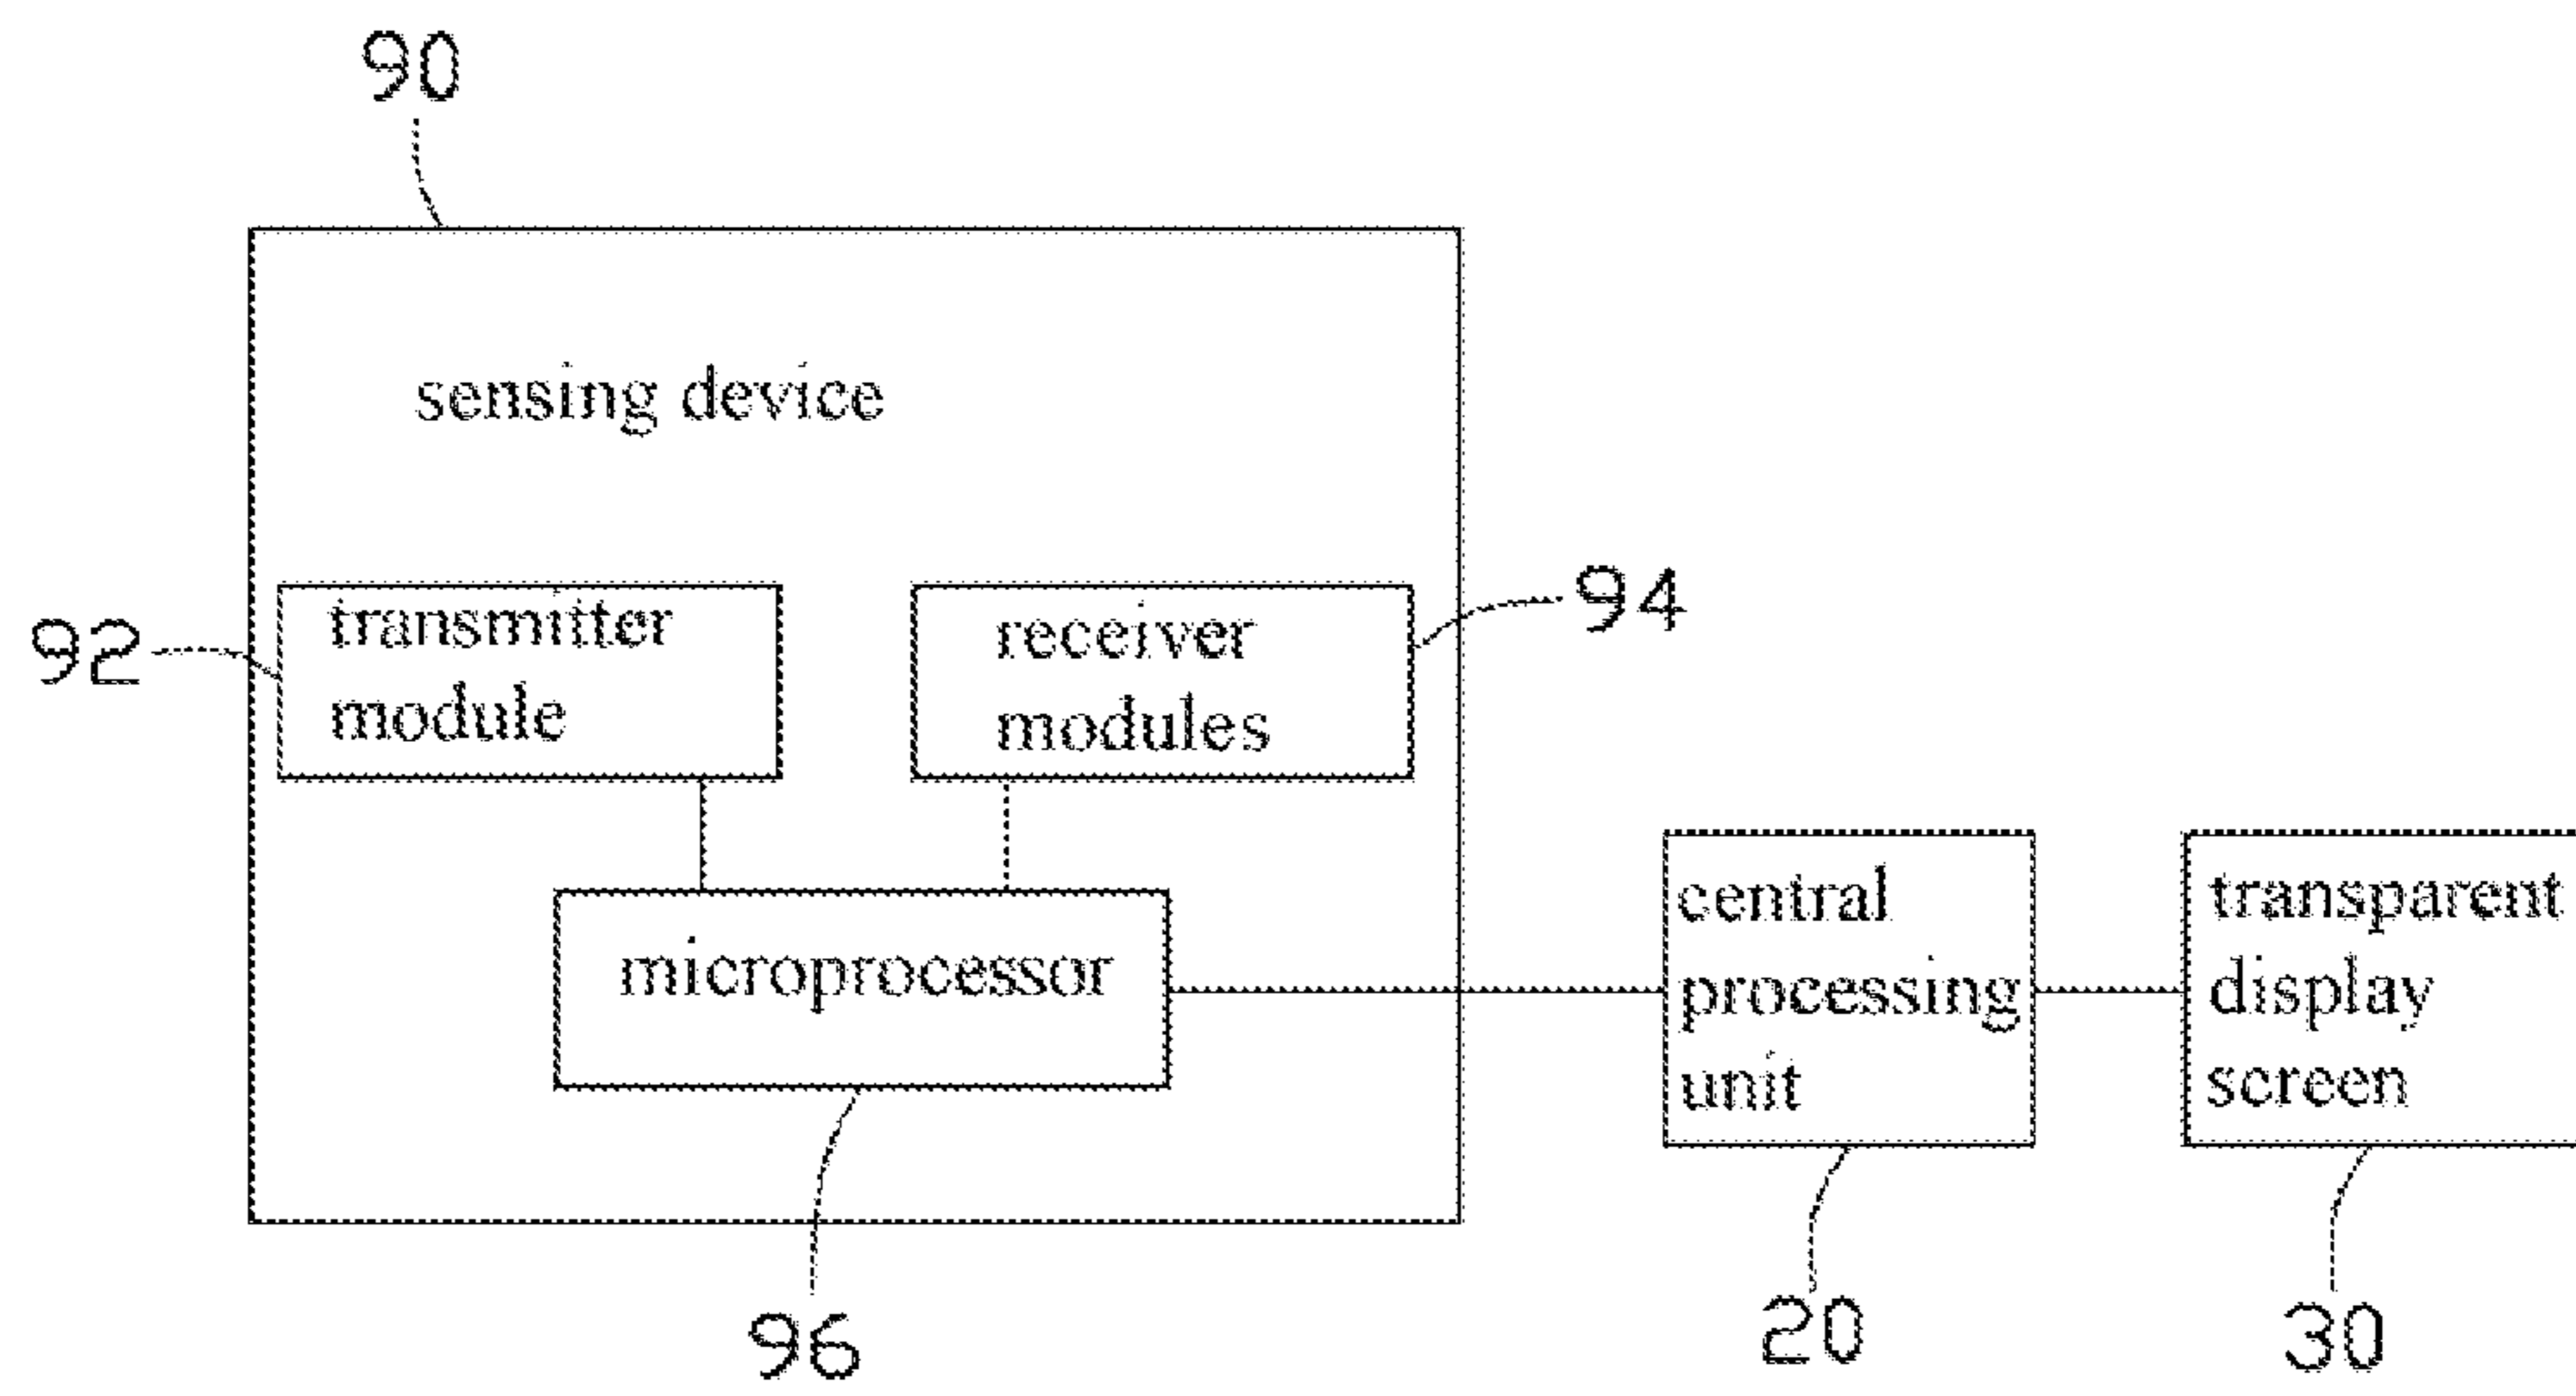 90
sensing device
92
transmitter
module
receiver
modules
94
microprocessor
96
central
processing
unit
20
transparent
display
screen
30